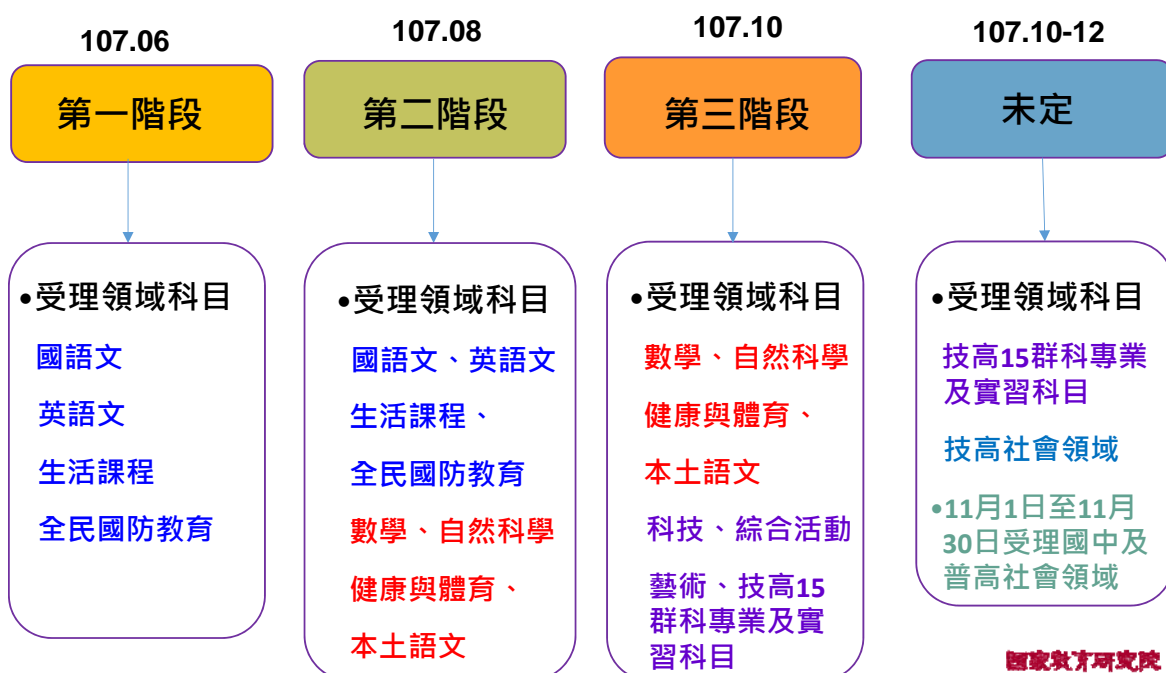 107.06
第一階段
•受理領域科目
國語文
英語文
生活課程
全民國防教育
107.08
第二階段
•受理領域科目
國語文、英語文
生活課程、
全民國防教育
數學、自然科學
健康與體育、
本土語文
107.10
第三階段
•受理領域科目
數學、自然科學
健康與體育、
本土語文
科技、綜合活動
藝術、技高15
群科專業及實
習科目
107.10-12
未定
•受理領域科目
技高15群科專業
及實習科目
技高社會領域
•11月1日至11月
30日受理國中及
普高社會領域
國家教育研究院